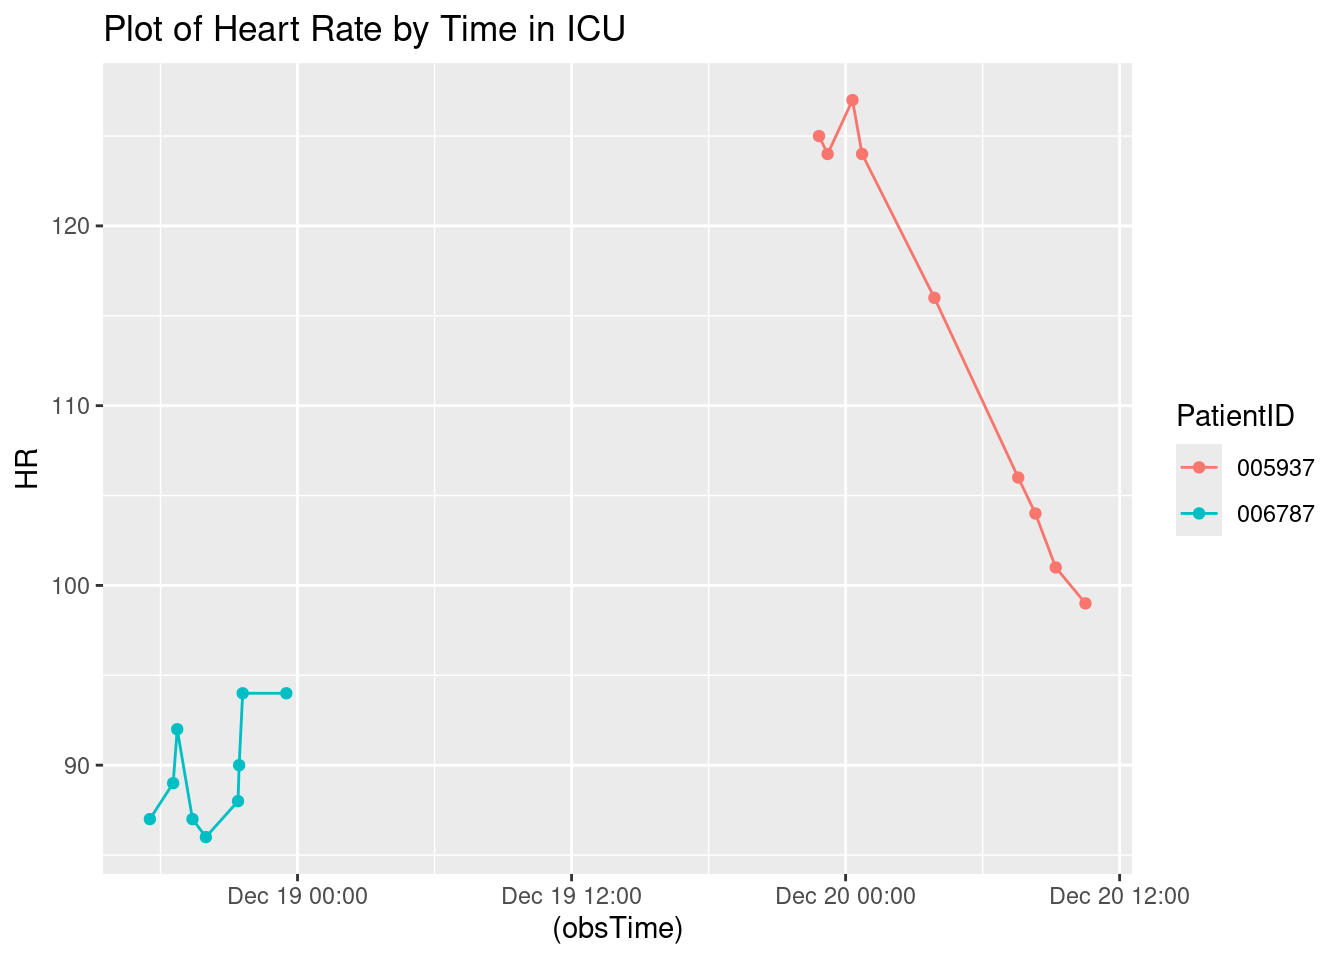 Plot of Heart Rate by Time in ICU
120
110
100
90
HR
Dec 19 00:00
Dec 19 12:00
Dec 20 00:00
Dec 20 12:00
(obsTime)
PatientID
005937
006787